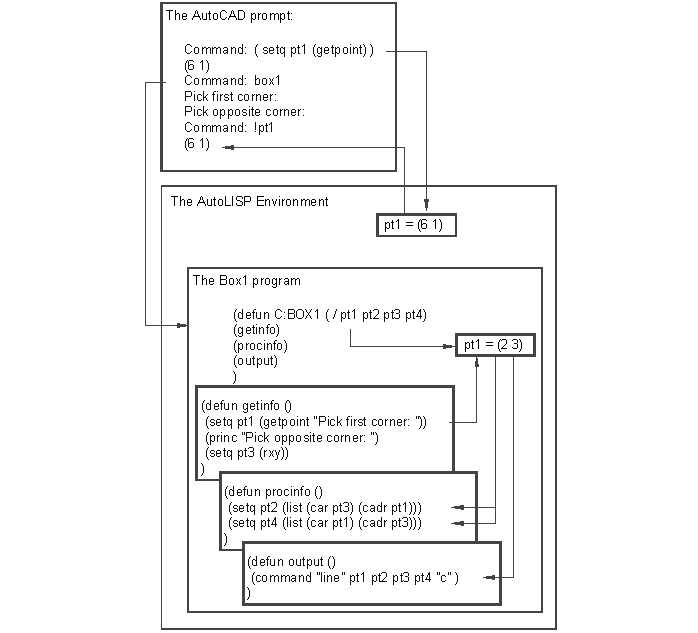 The AutoCAD prompt:
Command:  ( setq pt1 (getpoint) )
(6 1)
Command:  box1
Pick first corner:
Pick opposite corner:
Command:  !pt1
(6 1)
The AutoLISP Environment
pt1 = (6 1)
The Box1 program
(defun C:BOX1 ( / pt1 pt2 pt3 pt4)
(getinfo)
(procinfo)
(output)
)
pt1 = (2 3)
(defun getinfo ()
(setq pt1 (getpoint "Pick first corner: "))
(princ "Pick opposite corner: ")
(setq pt3 (rxy))
)
(defun procinfo ()
(setq pt2 (list (car pt3) (cadr pt1)))
(setq pt4 (list (car pt1) (cadr pt3)))
)
(defun output ()
(command "line" pt1 pt2 pt3 pt4 "c" )
)